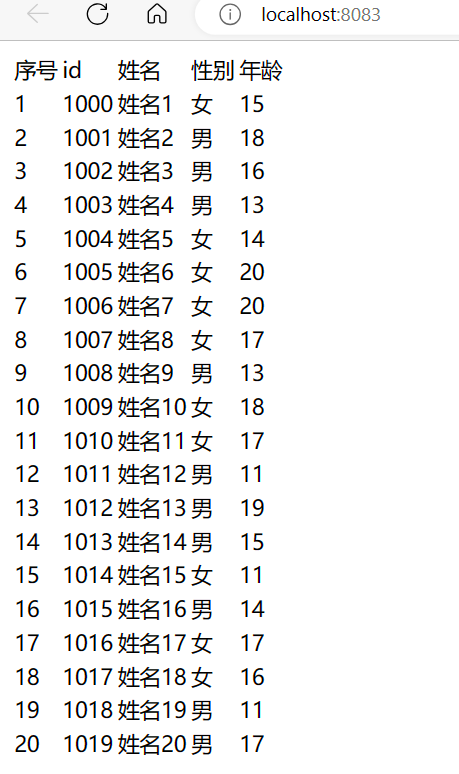 localhost:8083
序号 id 姓名 性别 年龄
1 1000 姓名1 女 15
2 1001 姓名2 男 18
3 1002 姓名3 男 16
4 1003 姓名4 男 13
5 1004 姓名5 女 14
6 1005 姓名6 女 20
7 1006 姓名7 女 20
8 1007 姓名8 女 17
9 1008 姓名9 男 13
10 1009 姓名10 女 18
11 1010 姓名11 女 17
12 1011 姓名12 男 11
13 1012 姓名13 男 19
14 1013 姓名14 男 15
15 1014 姓名15 女 11
16 1015 姓名16 男 14
17 1016 姓名17 女 17
18 1017 姓名18 女 16
19 1018 姓名19 男 11
20 1019 姓名20 男 17